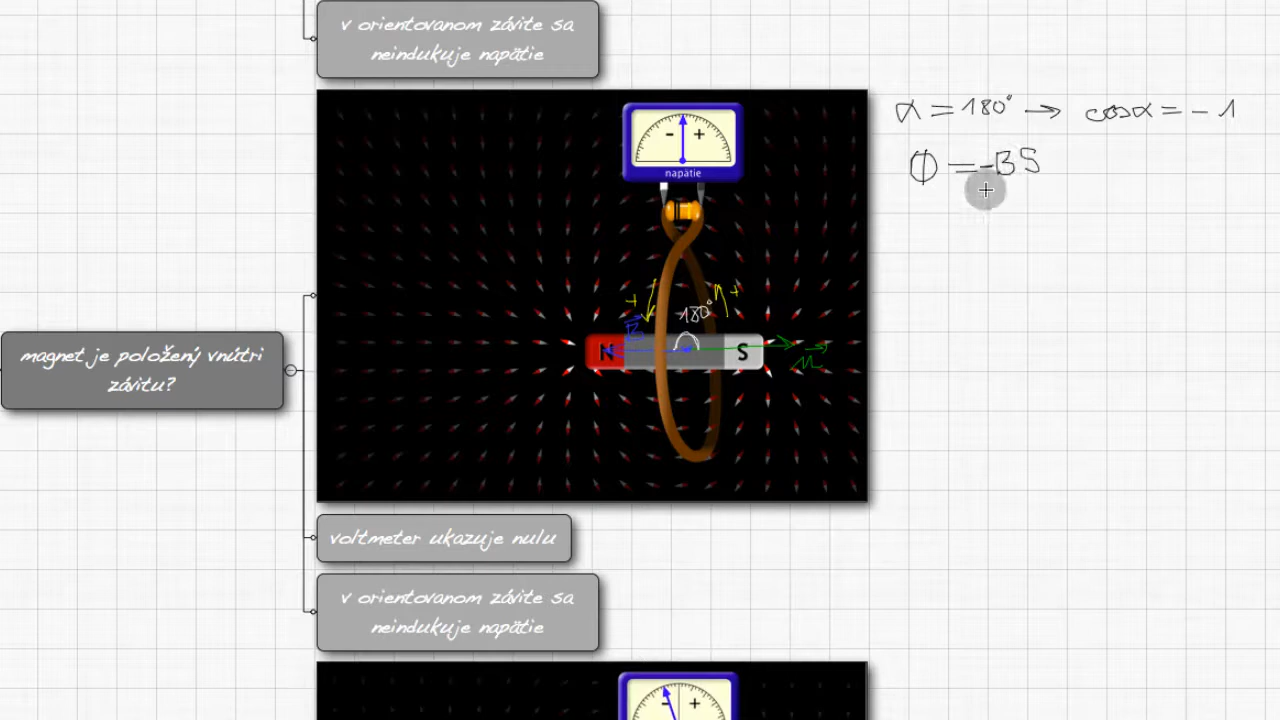 v orientovanom závite sa
neindukuje napätie
- +
napätie
α = 180° → cosα = - 1
Φ = -BS
+ +
180°
B
N S
n
magnet je položený vnútri
závitu?
voltmeter ukazuje nulu
v orientovanom závite sa
neindukuje napätie
- +